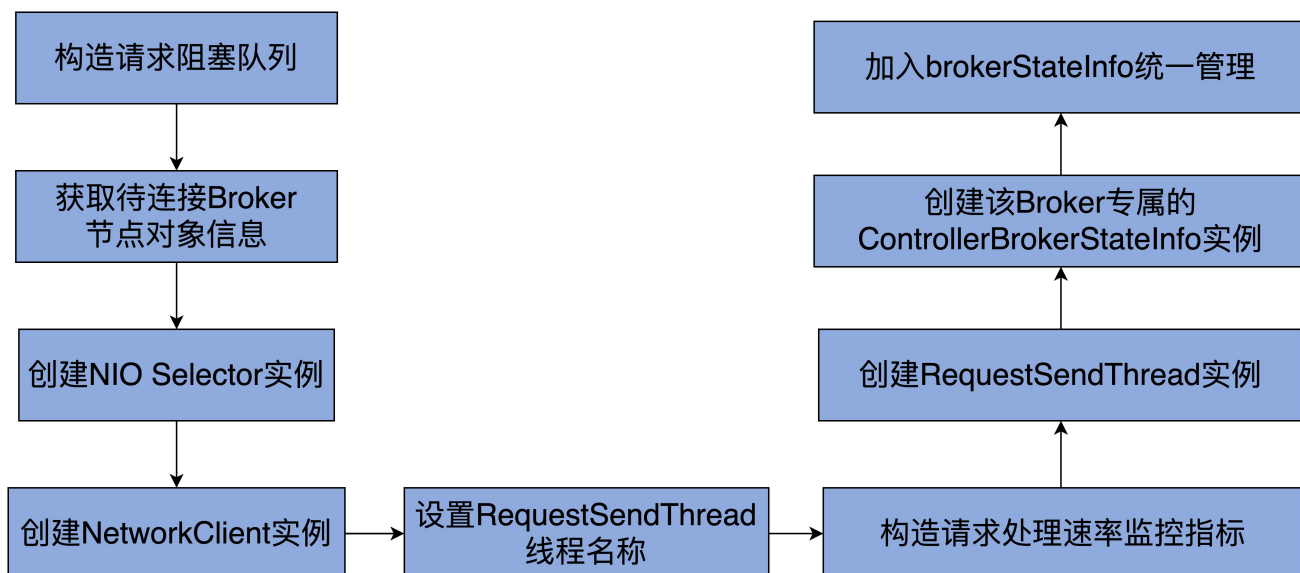 构造请求阻塞队列
获取待连接Broker
节点对象信息
创建NIO Selector实例
创建NetworkClient实例
设置RequestSendThread
线程名称
构造请求处理速率监控指标
创建RequestSendThread实例
创建该Broker专属的
ControllerBrokerStateInfo实例
加入brokerStateInfo统一管理